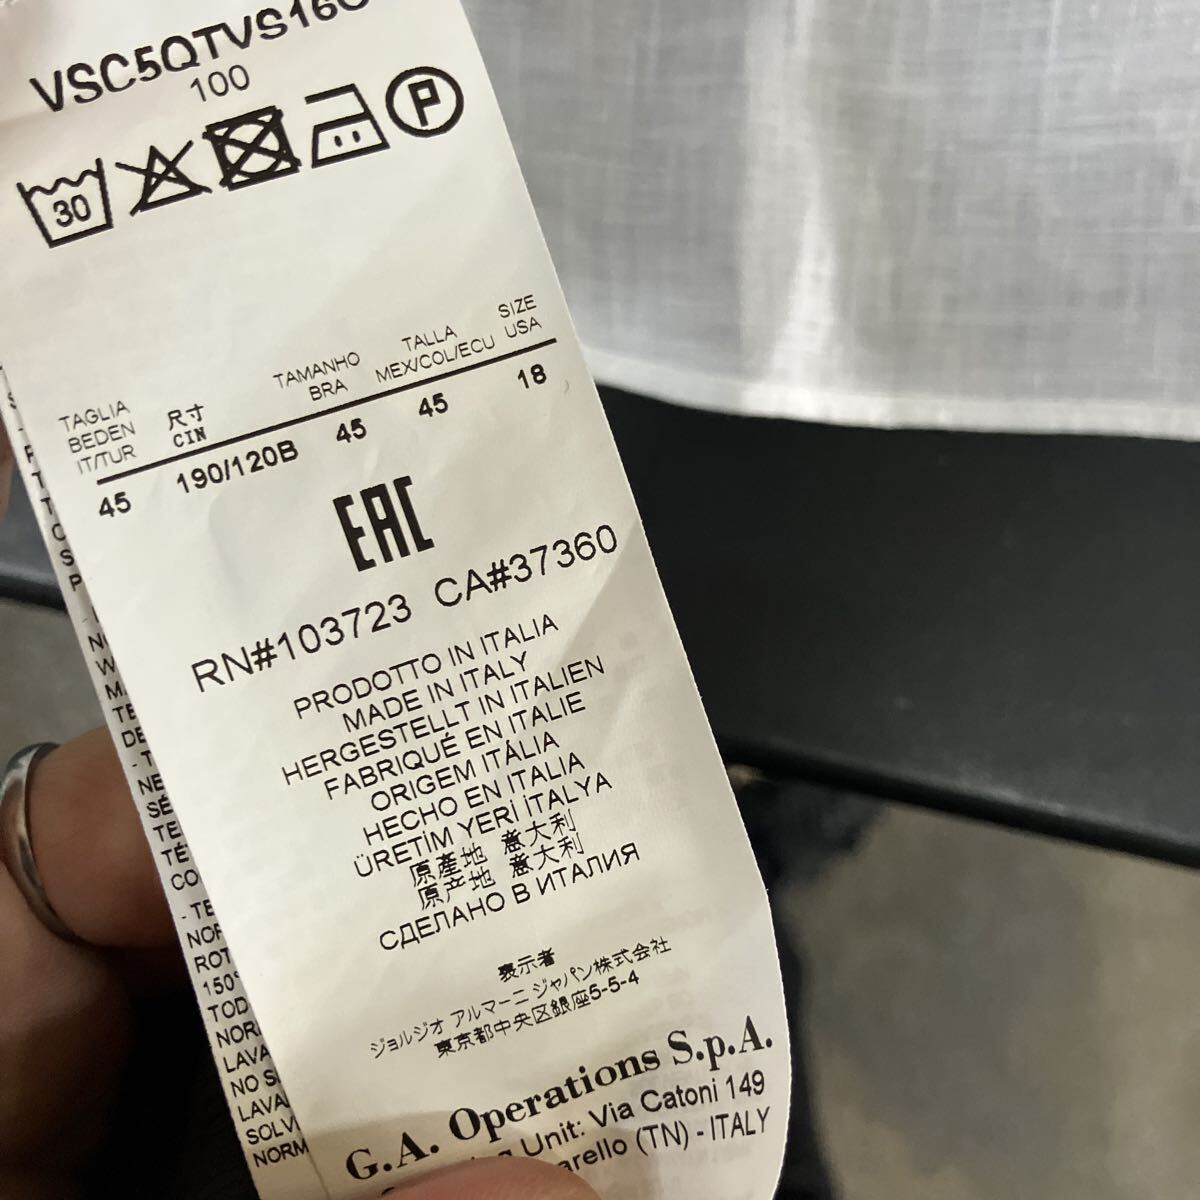 VSC5QTVS16
100
30
P
TAGLIA BEDEN IT/TUR
尺寸 CIN
TAMANHO BRA
TALLA MEX/COL/ECU
SIZE USA
45 190/120B 45 45 18
EAC
RN#103723 CA#37360
PRODOTTO IN ITALIA
MADE IN ITALY
HERGESTELLT IN ITALIEN
FABRIQUÉ EN ITALIE
ORIGEM ITÁLIA
HECHO EN ITALIA
ÜRETİM YERİ İTALYA
原產地 意大利
原产地 意大利
СДЕЛАНО В ИТАЛИЯ
表示者
ジョルジオ アルマーニ ジャパン株式会社
東京都中央区銀座5-5-4
G.A. Operations S.p.A.
Unit: Via Catoni 149
(TN) - ITALY